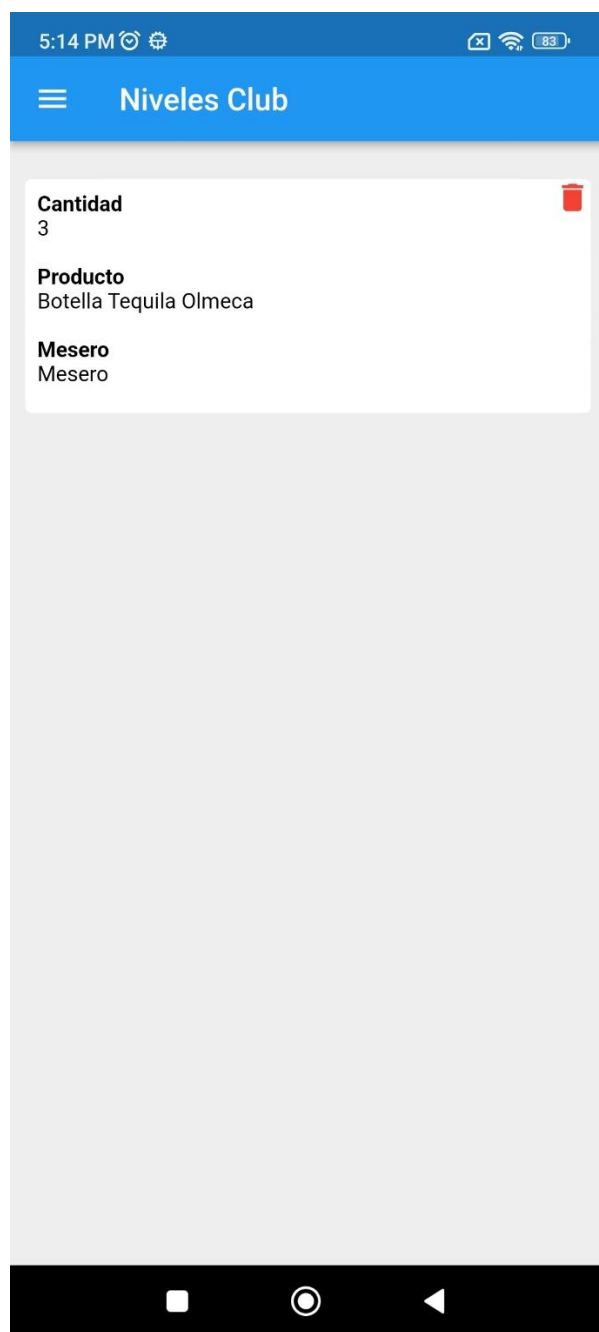 5:14 PM
83
Niveles Club
Cantidad
3
Producto
Botella Tequila Olmeca
Mesero
Mesero